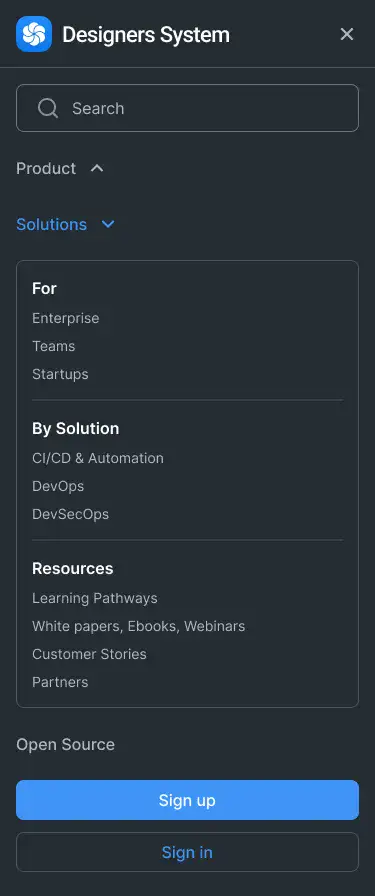 Designers System
Search
Product
Solutions
For
Enterprise
Teams
Startups
By Solution
CI/CD & Automation
DevOps
DevSecOps
Resources
Learning Pathways
White papers, Ebooks, Webinars
Customer Stories
Partners
Open Source
Sign up
Sign in